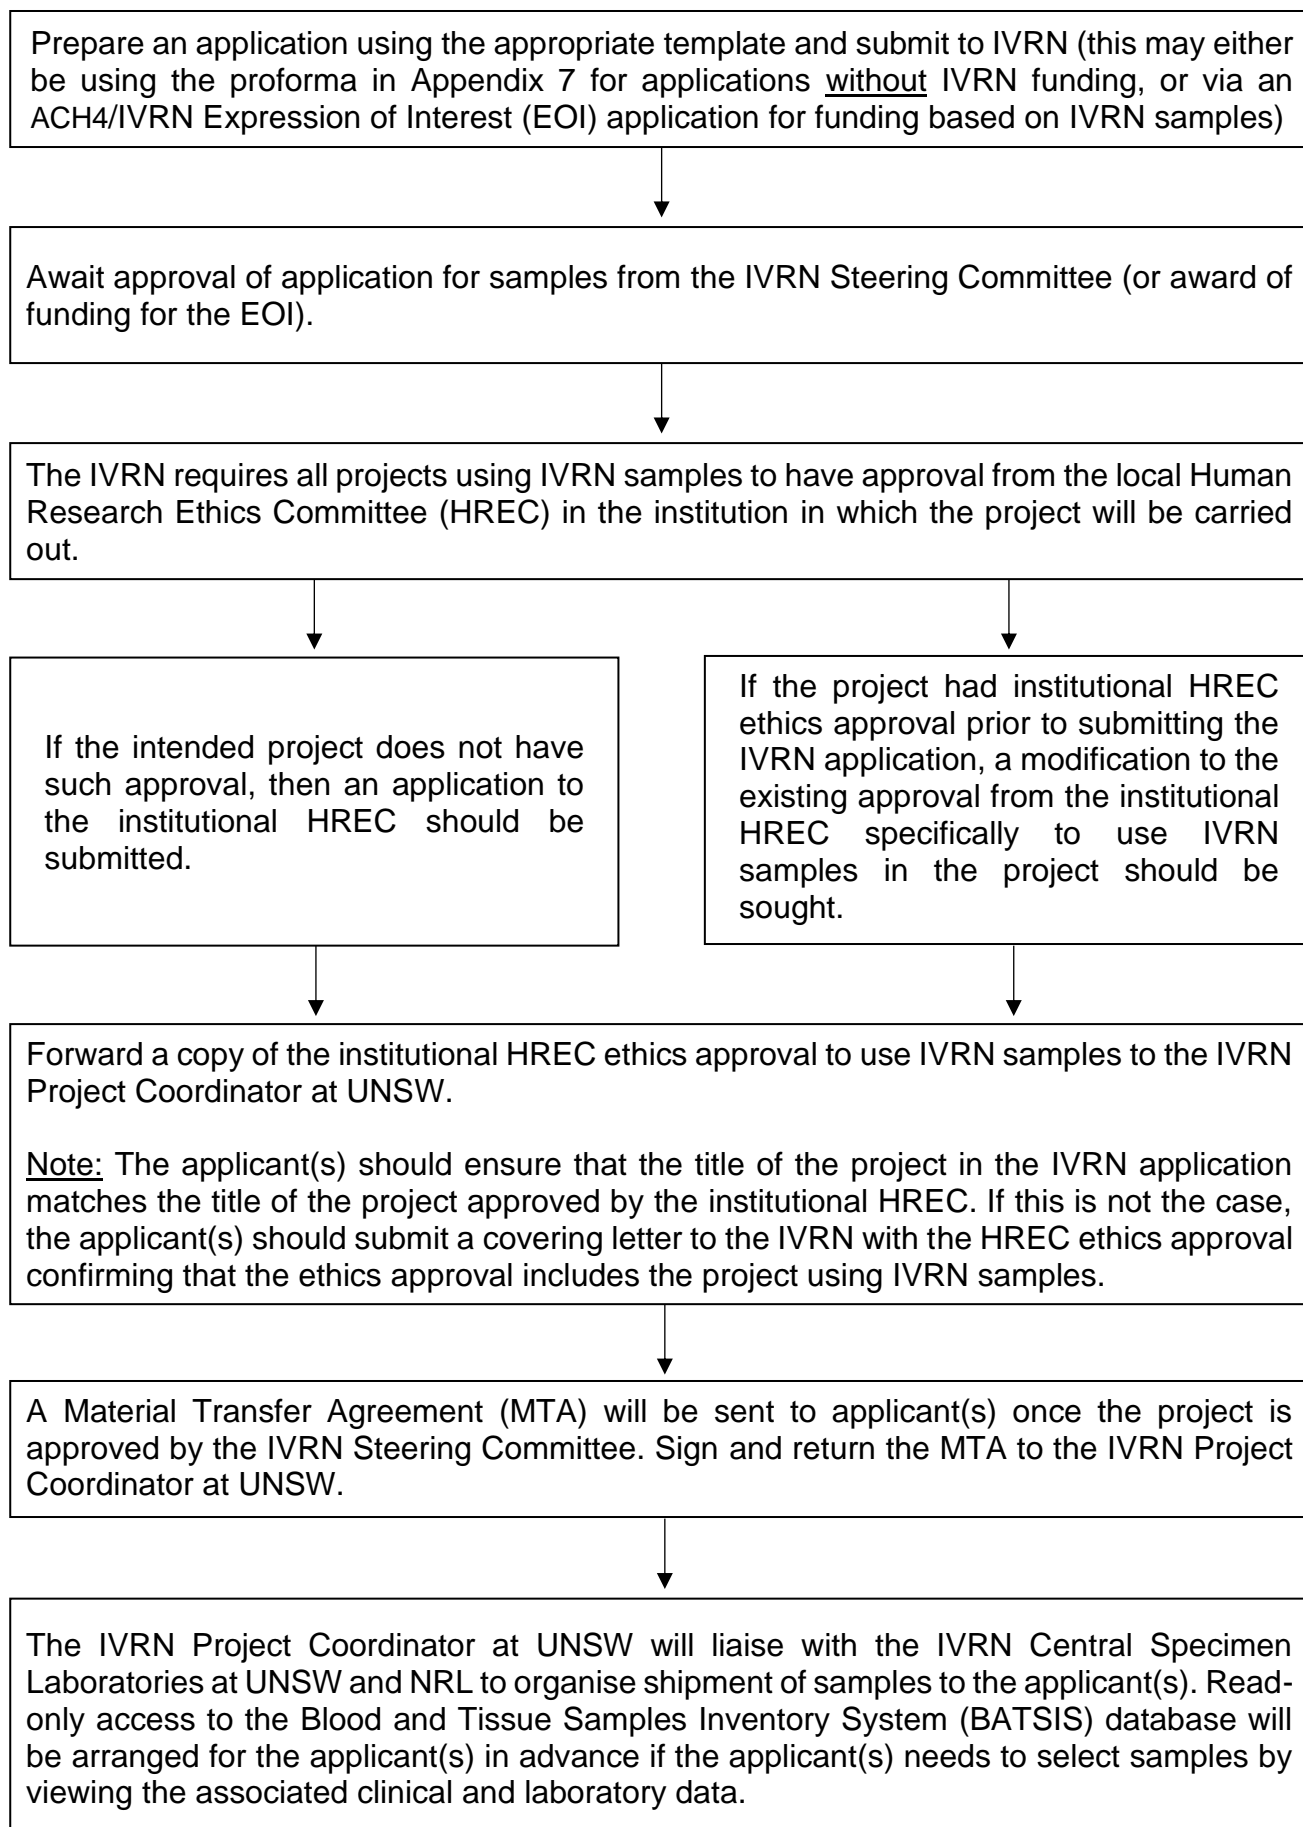 Prepare an application using the appropriate template and submit to IVRN (this may either
be using the proforma in Appendix 7 for applications without IVRN funding, or via an
ACH4/IVRN Expression of Interest (EOI) application for funding based on IVRN samples)
Await approval of application for samples from the IVRN Steering Committee (or award of
funding for the EOI).
The IVRN requires all projects using IVRN samples to have approval from the local Human
Research Ethics Committee (HREC) in the institution in which the project will be carried
out.
If the intended project does not have
such approval, then an application to
the institutional HREC should be
submitted.
If the project had institutional HREC
ethics approval prior to submitting the
IVRN application, a modification to the
existing approval from the institutional
HREC specifically to use IVRN
samples in the project should be
sought.
Forward a copy of the institutional HREC ethics approval to use IVRN samples to the IVRN
Project Coordinator at UNSW.
Note: The applicant(s) should ensure that the title of the project in the IVRN application
matches the title of the project approved by the institutional HREC. If this is not the case,
the applicant(s) should submit a covering letter to the IVRN with the HREC ethics approval
confirming that the ethics approval includes the project using IVRN samples.
A Material Transfer Agreement (MTA) will be sent to applicant(s) once the project is
approved by the IVRN Steering Committee. Sign and return the MTA to the IVRN Project
Coordinator at UNSW.
The IVRN Project Coordinator at UNSW will liaise with the IVRN Central Specimen
Laboratories at UNSW and NRL to organise shipment of samples to the applicant(s). Read-
only access to the Blood and Tissue Samples Inventory System (BATSIS) database will
be arranged for the applicant(s) in advance if the applicant(s) needs to select samples by
viewing the associated clinical and laboratory data.